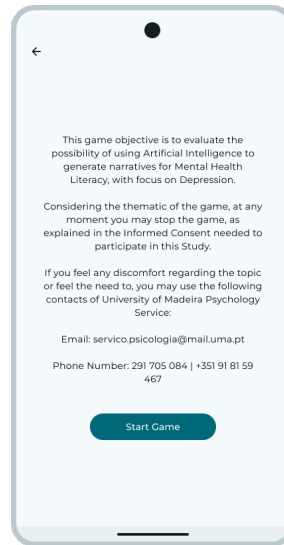 This game objective is to evaluate the
possibility of using Artificial Intelligence to
generate narratives for Mental Health
Literacy, with focus on Depression.
Considering the thematic of the game, at any
moment you may stop the game, as
explained in the Informed Consent needed to
participate in this Study.
If you feel any discomfort regarding the topic
or feel the need to, you may use the following
contacts of University of Madeira Psychology
Service:
Email: servico.psicologia@mail.uma.pt
Phone Number: 291 705 084 | +351 91 81 59
467
Start Game